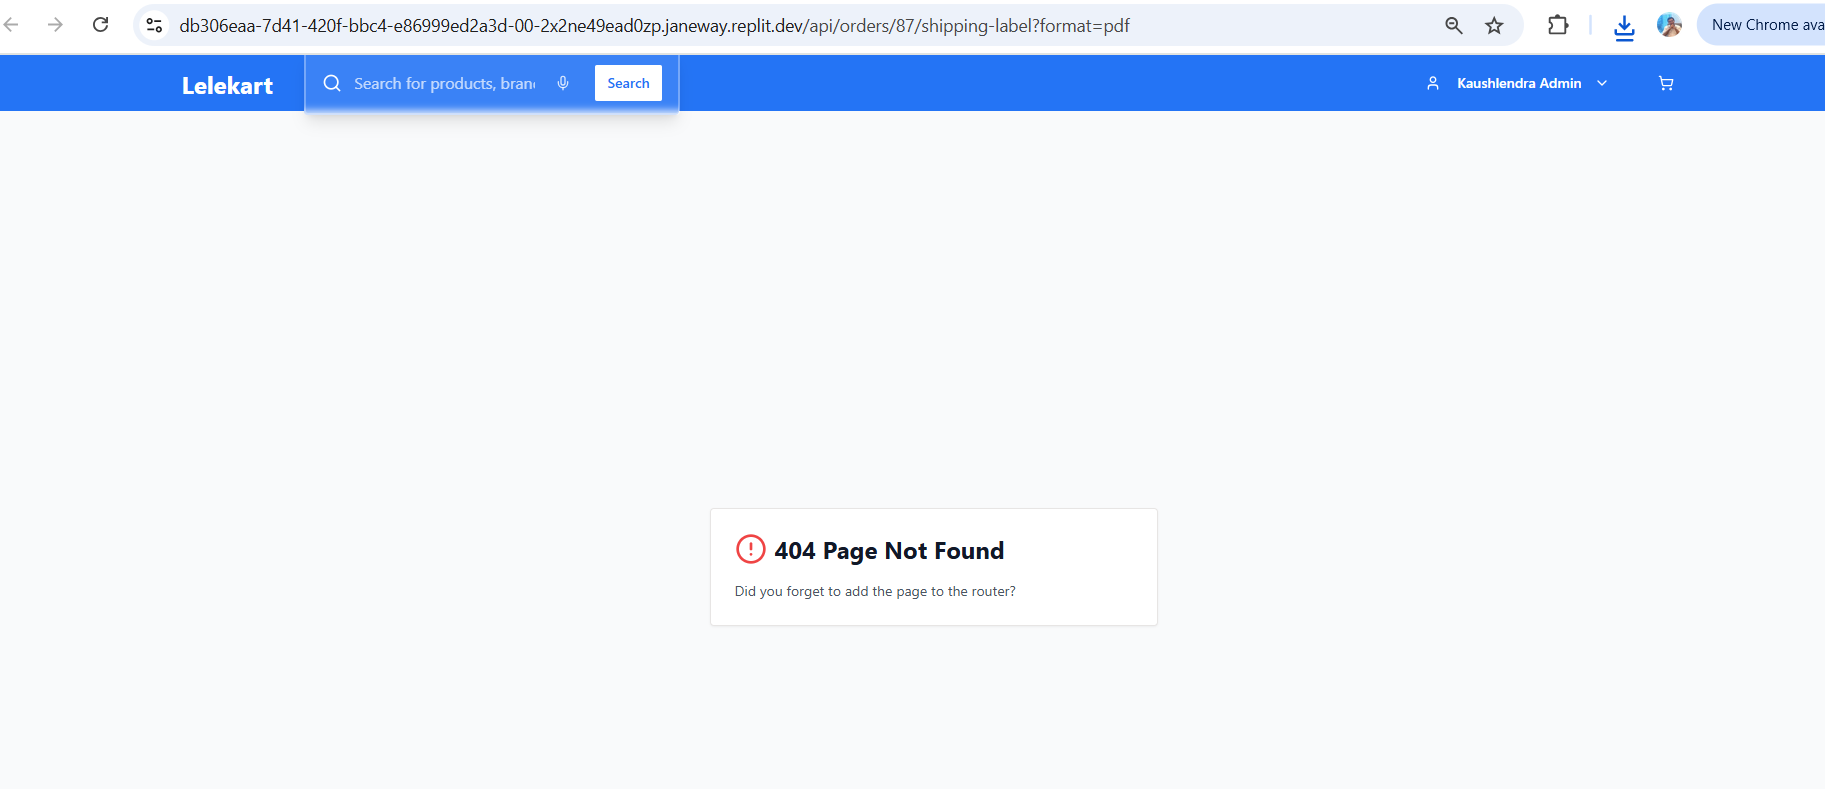 db306eaa-7d41-420f-bbc4-e86999ed2a3d-00-2x2ne49ead0zp.janeway.replit.dev/api/orders/87/shipping-label?format=pdf
New Chrome ava
Lelekart
Search for products, bran
Search
Kaushlendra Admin
404 Page Not Found
Did you forget to add the page to the router?